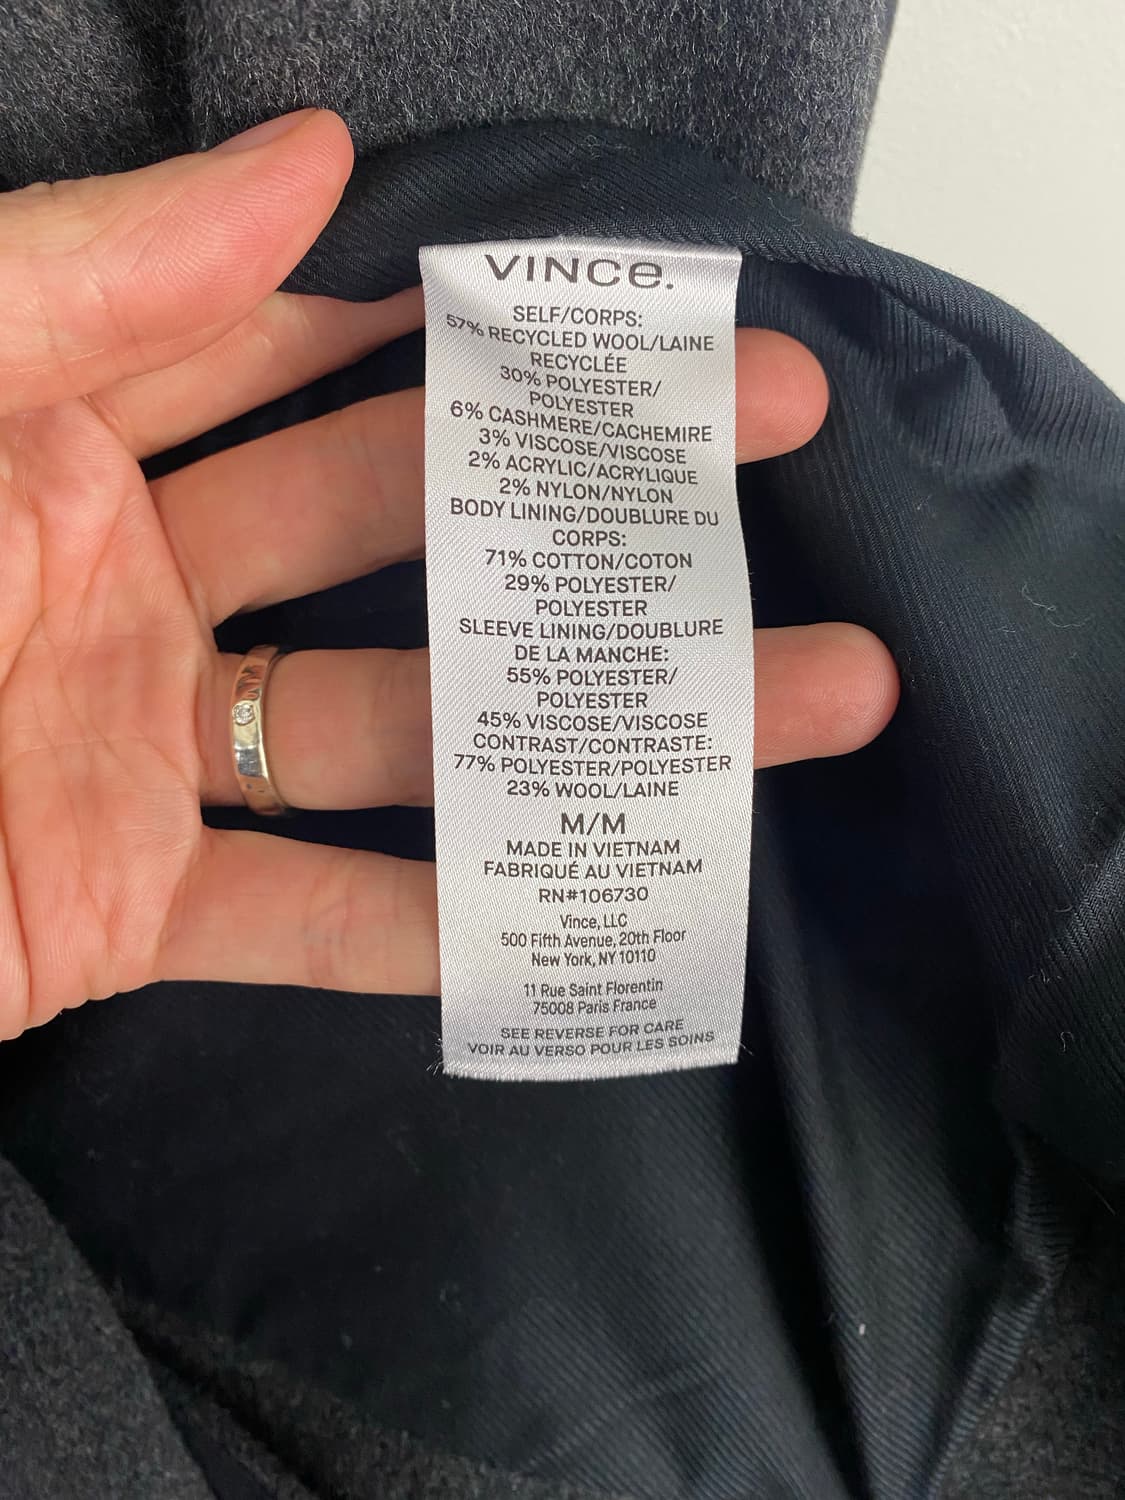 VINCE.
SELF/CORPS:
57% RECYCLED WOOL/LAINE
RECYCLÉE
30% POLYESTER/
POLYESTER
6% CASHMERE/CACHEMIRE
3% VISCOSE/VISCOSE
2% ACRYLIC/ACRYLIQUE
2% NYLON/NYLON
BODY LINING/DOUBLURE DU
CORPS:
71% COTTON/COTON
29% POLYESTER/
POLYESTER
SLEEVE LINING/DOUBLURE
DE LA MANCHE:
55% POLYESTER/
POLYESTER
45% VISCOSE/VISCOSE
CONTRAST/CONTRASTE:
77% POLYESTER/POLYESTER
23% WOOL/LAINE
M/M
MADE IN VIETNAM
FABRIQUÉ AU VIETNAM
RN#106730
Vince, LLC
500 Fifth Avenue, 20th Floor
New York, NY 10110
11 Rue Saint Florentin
75008 Paris France
SEE REVERSE FOR CARE
VOIR AU VERSO POUR LES SOINS